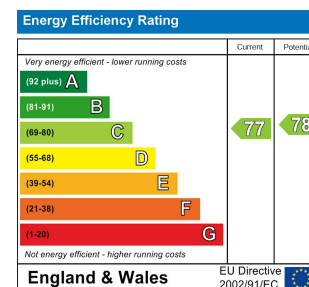 Energy Efficiency Rating
Current Potentia
Very energy efficient - lower running costs
(92 plus) A
(81-91) B
(69-80) C 77 78
(55-68) D
(39-54) E
(21-38) F
(1-20) G
Not energy efficient - higher running costs
England & Wales
EU Directive
2002/91/EC